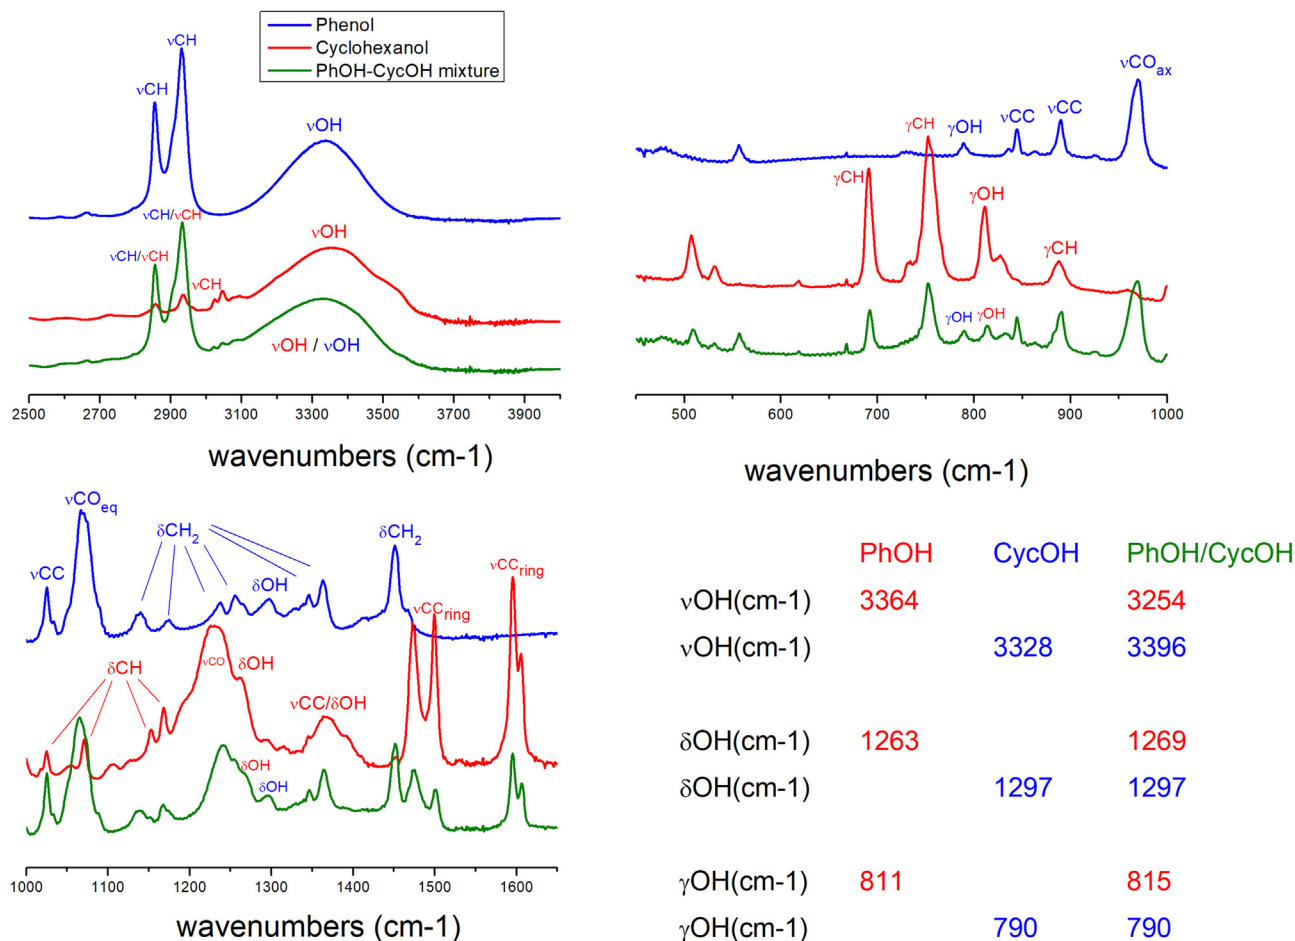 Phenol
Cyclohexanol
PhOH-CycOH mixture
νCH
νCH
νOH
νCH/νCH
νCH/νCH
νCH
νOH
νOH / νOH
2500 2700 2900 3100 3300 3500 3700 3900
wavenumbers (cm-1)
νCOax
νCC
νCC
γOH
γCH
γCH
γOH
γCH
γOH
γOH
500 600 700 800 900 1000
wavenumbers (cm-1)
νCOeq
δCH2
δCH2
νCC
δOH
νCCring
νCCring
δCH
νCO
δOH
νCC/δOH
δOH
δOH
1000 1100 1200 1300 1400 1500 1600
wavenumbers (cm-1)
PhOH CycOH PhOH/CycOH
νOH(cm-1) 3364 3254
νOH(cm-1) 3328 3396
δOH(cm-1) 1263 1269
δOH(cm-1) 1297 1297
γOH(cm-1) 811 815
γOH(cm-1) 790 790